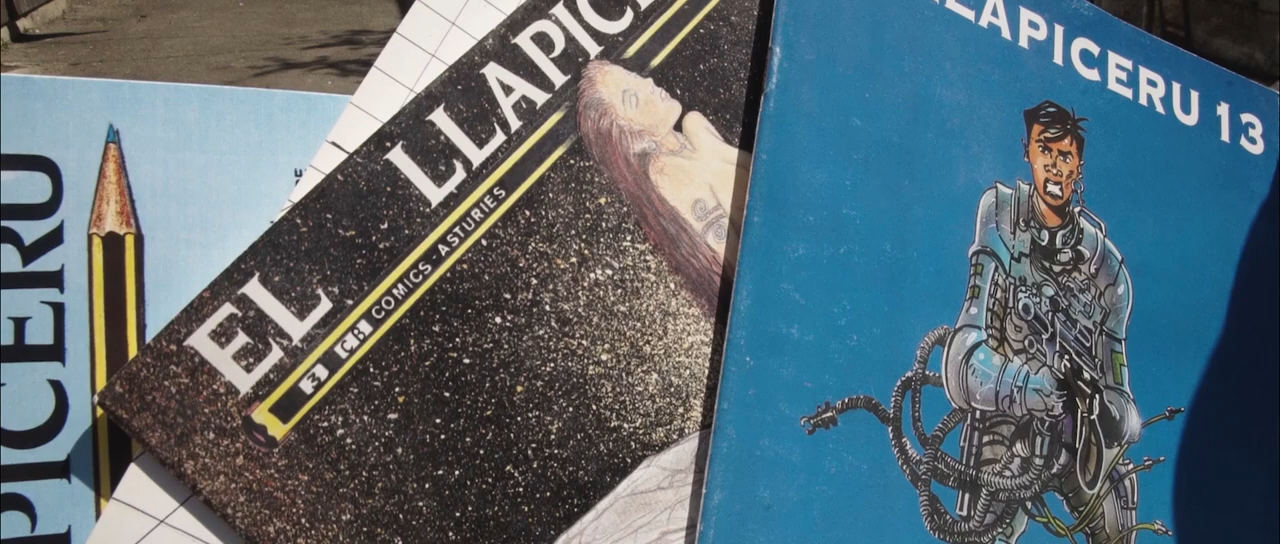 PICERU
EL LLAPICE
3 CB COMICS - ASTURIES
LLAPICERU 13